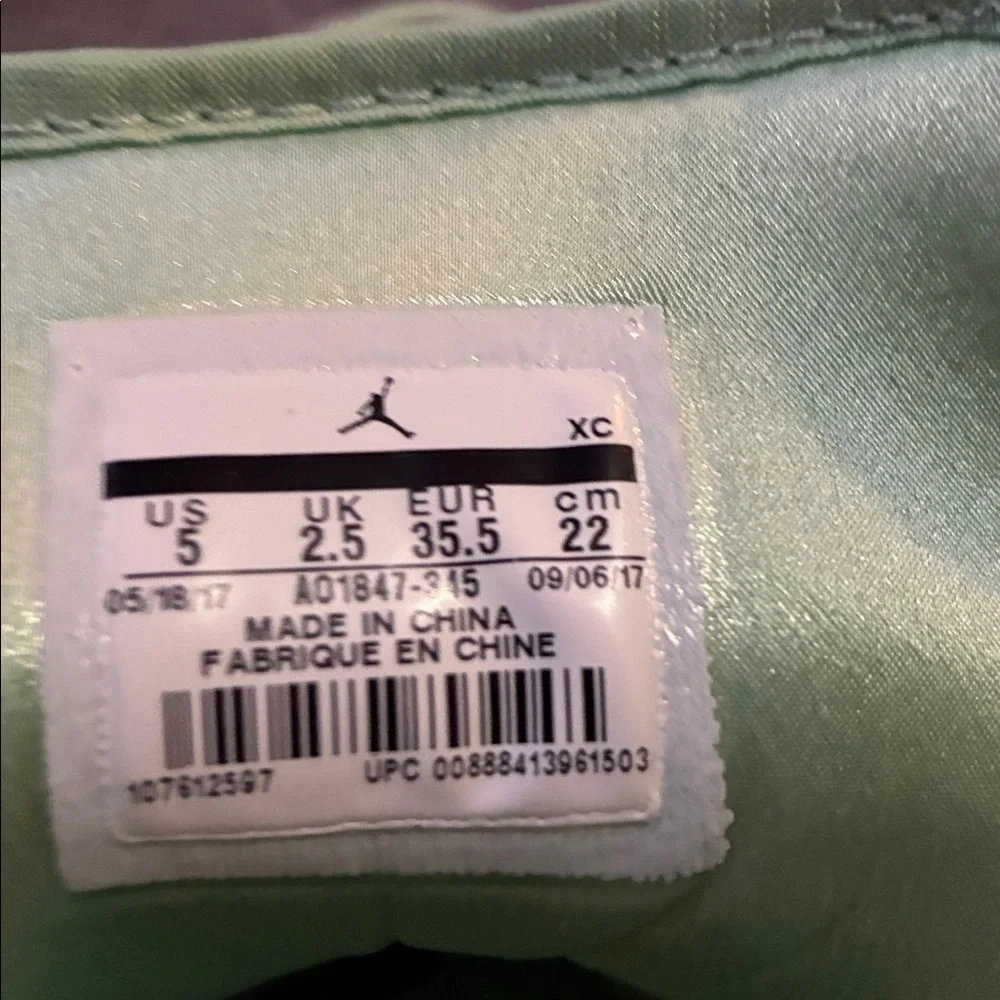 XC
US UK EUR cm
5 2.5 35.5 22
05/18/17 AO1847-345 09/06/17
MADE IN CHINA
FABRIQUE EN CHINE
107612597 UPC 00888413961503